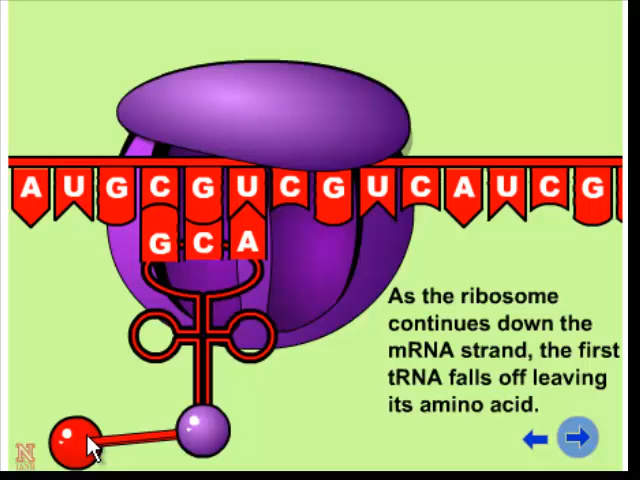 AUGCGUCGUCAUCG
GCA
As the ribosome
continues down the
mRNA strand, the first
tRNA falls off leaving
its amino acid.
N